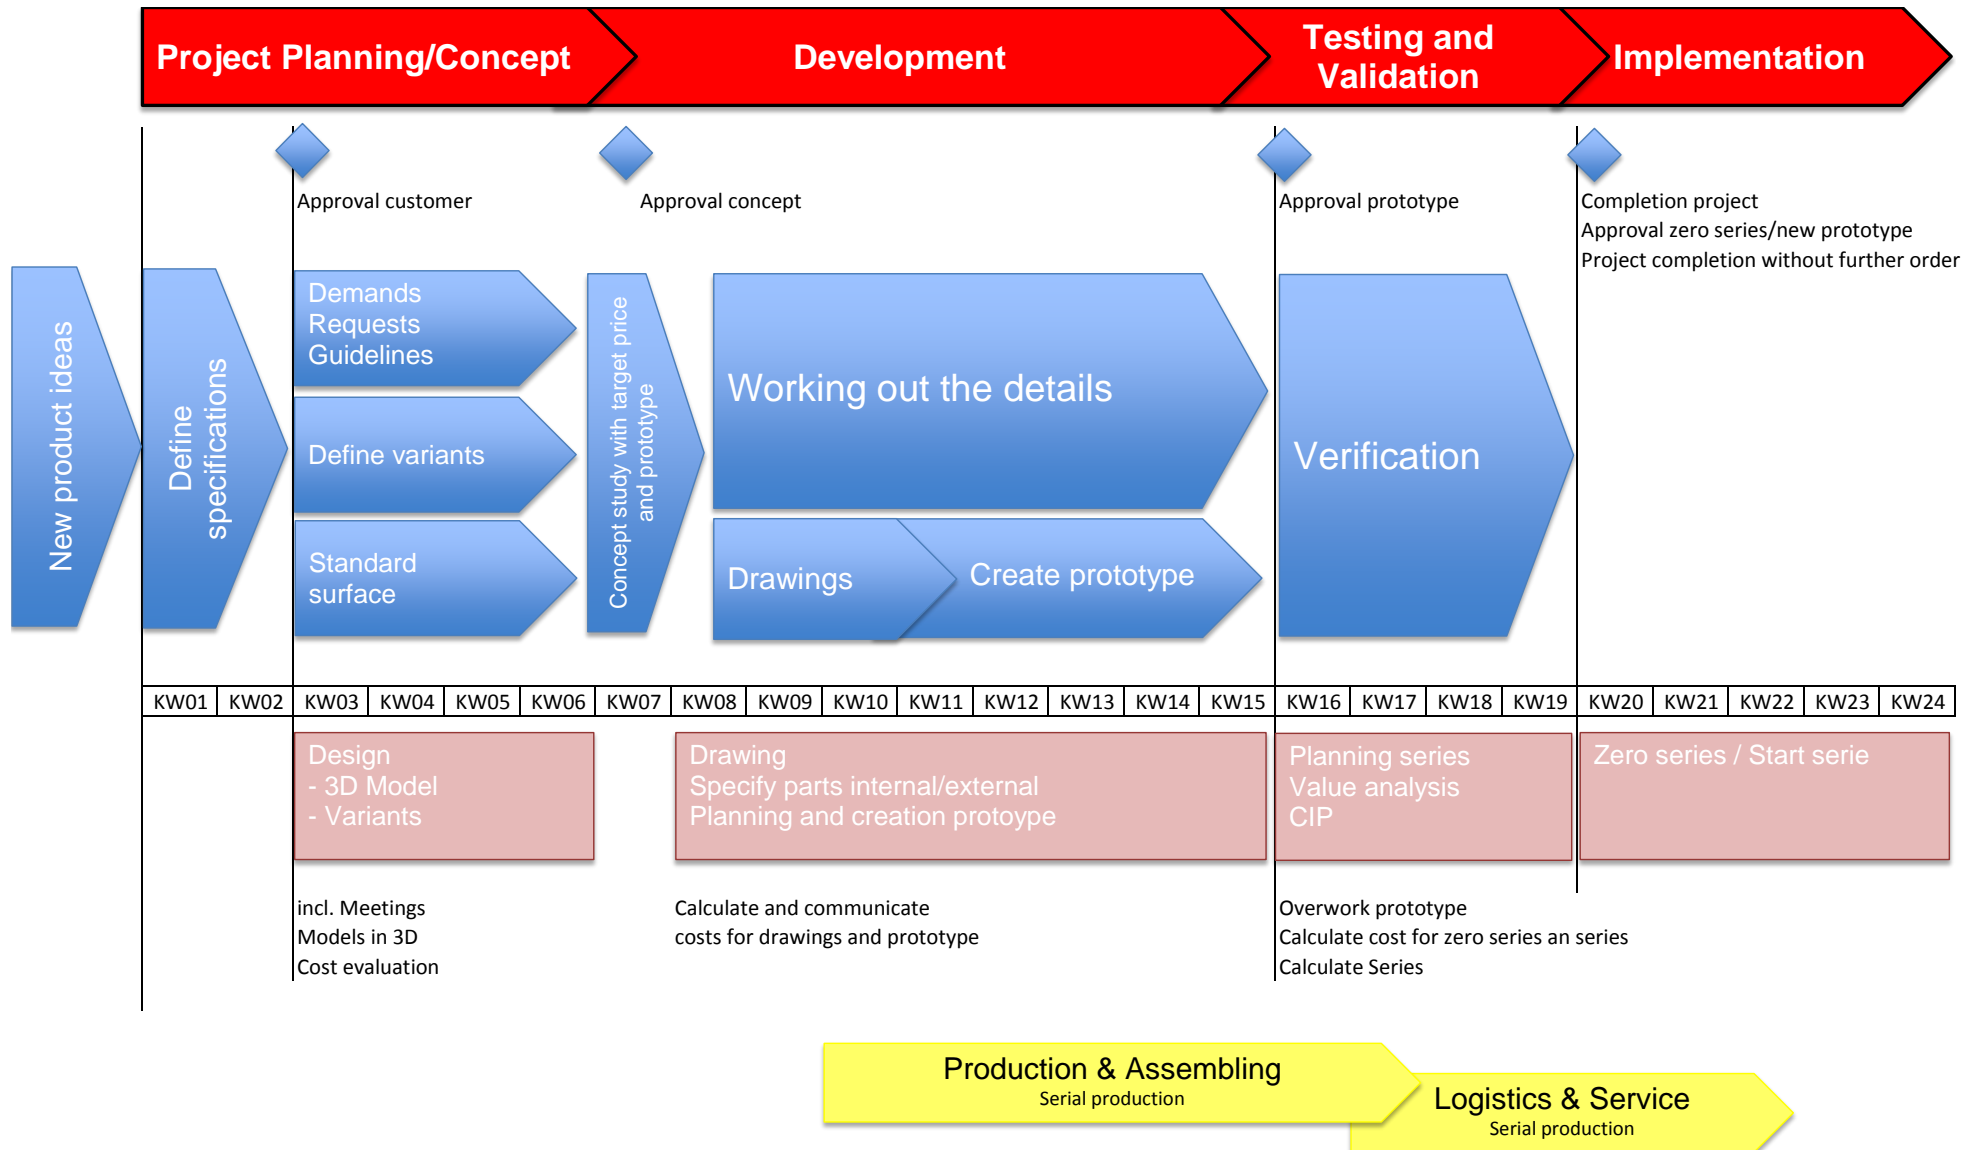 Project Planning/Concept
Development
Testing and
Validation
Implementation
Approval customer
Approval concept
Approval prototype
Completion project
Approval zero series/new prototype
Project completion without further order
New product ideas
Define
specifications
Demands
Requests
Guidelines
Define variants
Standard
surface
Concept study with target price
and prototype
Working out the details
Drawings
Create prototype
Verification
KW01 KW02 KW03 KW04 KW05 KW06 KW07 KW08 KW09 KW10 KW11 KW12 KW13 KW14 KW15 KW16 KW17 KW18 KW19 KW20 KW21 KW22 KW23 KW24
Design
- 3D Model
- Variants
Drawing
Specify parts internal/external
Planning and creation protoype
Planning series
Value analysis
CIP
Zero series / Start serie
incl. Meetings
Models in 3D
Cost evaluation
Calculate and communicate
costs for drawings and prototype
Overwork prototype
Calculate cost for zero series an series
Calculate Series
Production & Assembling
Serial production
Logistics & Service
Serial production